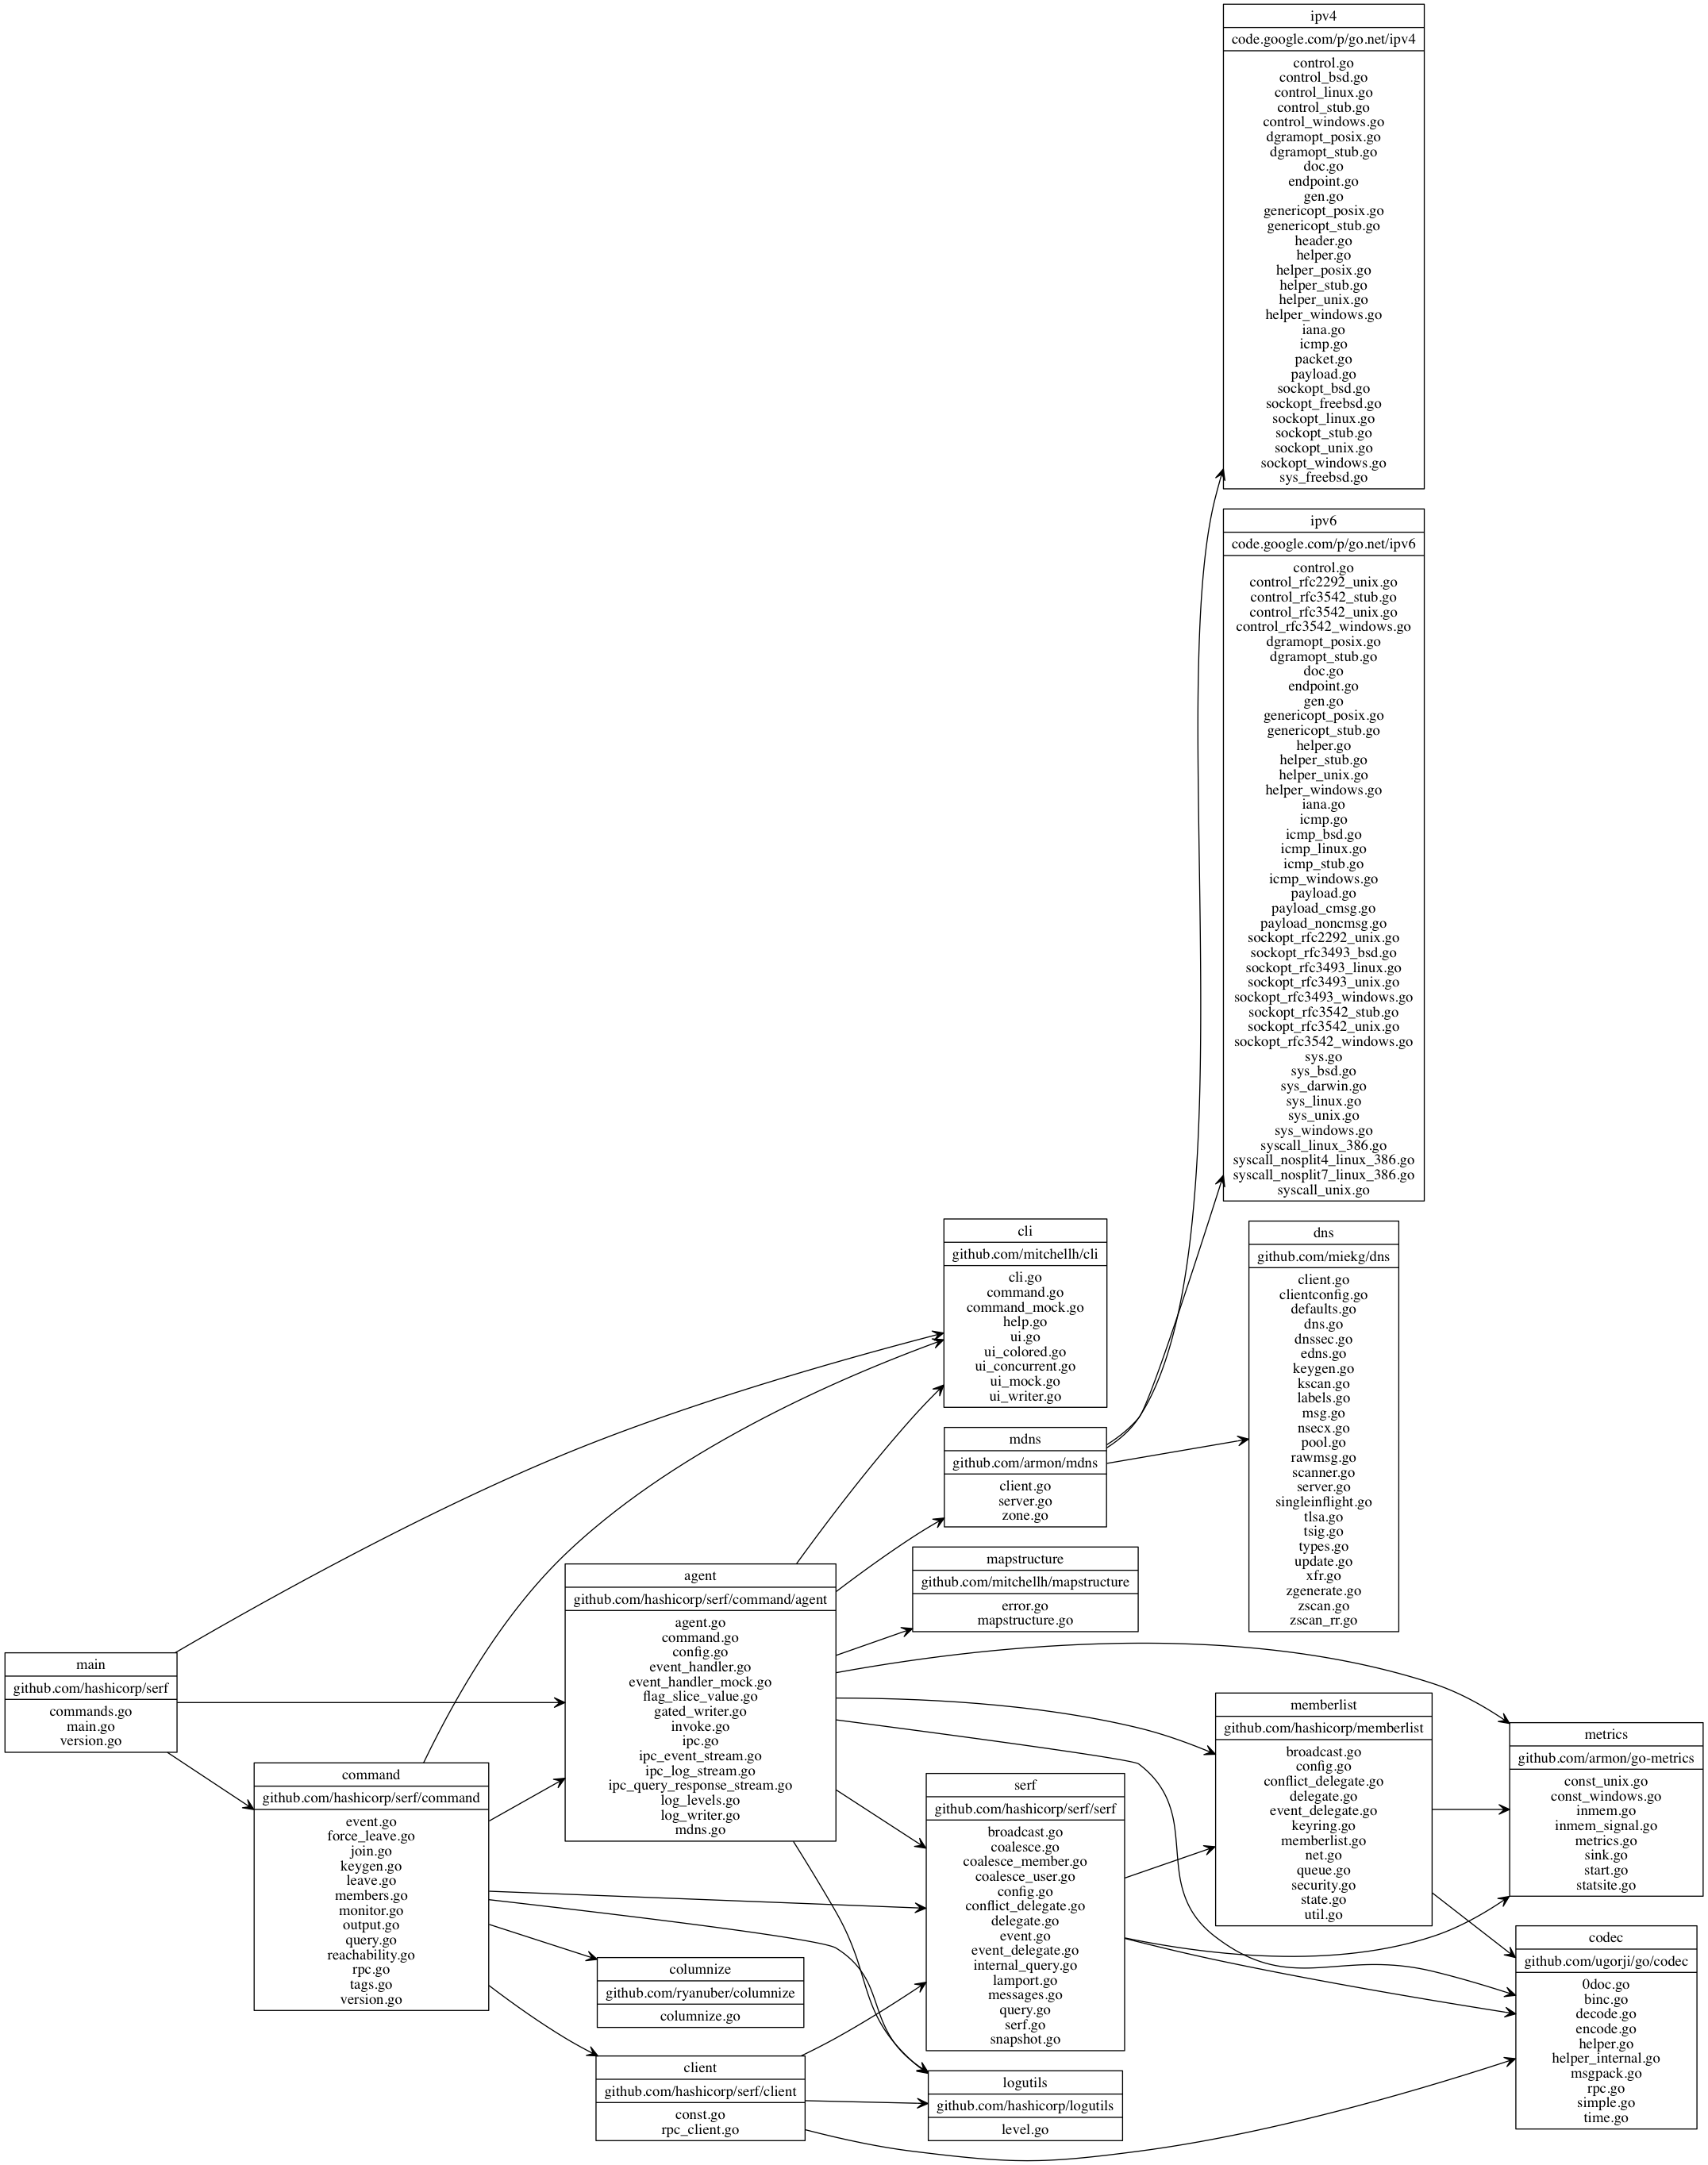 ipv4
code.google.com/p/go.net/ipv4
control.go
control_bsd.go
control_linux.go
control_stub.go
control_windows.go
dgramopt_posix.go
dgramopt_stub.go
doc.go
endpoint.go
gen.go
genericopt_posix.go
genericopt_stub.go
header.go
helper.go
helper_posix.go
helper_stub.go
helper_unix.go
helper_windows.go
iana.go
icmp.go
packet.go
payload.go
sockopt_bsd.go
sockopt_freebsd.go
sockopt_linux.go
sockopt_stub.go
sockopt_unix.go
sockopt_windows.go
sys_freebsd.go
ipv6
code.google.com/p/go.net/ipv6
control.go
control_rfc2292_unix.go
control_rfc3542_stub.go
control_rfc3542_unix.go
control_rfc3542_windows.go
dgramopt_posix.go
dgramopt_stub.go
doc.go
endpoint.go
gen.go
genericopt_posix.go
genericopt_stub.go
helper.go
helper_stub.go
helper_unix.go
helper_windows.go
iana.go
icmp.go
icmp_bsd.go
icmp_linux.go
icmp_stub.go
icmp_windows.go
payload.go
payload_cmsg.go
payload_noncmsg.go
sockopt_rfc2292_unix.go
sockopt_rfc3493_bsd.go
sockopt_rfc3493_linux.go
sockopt_rfc3493_unix.go
sockopt_rfc3493_windows.go
sockopt_rfc3542_stub.go
sockopt_rfc3542_unix.go
sockopt_rfc3542_windows.go
sys.go
sys_bsd.go
sys_darwin.go
sys_linux.go
sys_unix.go
sys_windows.go
syscall_linux_386.go
syscall_nosplit4_linux_386.go
syscall_nosplit7_linux_386.go
syscall_unix.go
cli
github.com/mitchellh/cli
cli.go
command.go
command_mock.go
help.go
ui.go
ui_colored.go
ui_concurrent.go
ui_mock.go
ui_writer.go
dns
github.com/miekg/dns
client.go
clientconfig.go
defaults.go
dns.go
dnssec.go
edns.go
keygen.go
kscan.go
labels.go
msg.go
nsecx.go
pool.go
rawmsg.go
scanner.go
server.go
singleinflight.go
tlsa.go
tsig.go
types.go
update.go
xfr.go
zgenerate.go
zscan.go
zscan_rr.go
mdns
github.com/armon/mdns
client.go
server.go
zone.go
mapstructure
github.com/mitchellh/mapstructure
error.go
mapstructure.go
agent
github.com/hashicorp/serf/command/agent
agent.go
command.go
config.go
event_handler.go
event_handler_mock.go
flag_slice_value.go
gated_writer.go
invoke.go
ipc.go
ipc_event_stream.go
ipc_log_stream.go
ipc_query_response_stream.go
log_levels.go
log_writer.go
mdns.go
main
github.com/hashicorp/serf
commands.go
main.go
version.go
command
github.com/hashicorp/serf/command
event.go
force_leave.go
join.go
keygen.go
leave.go
members.go
monitor.go
output.go
query.go
reachability.go
rpc.go
tags.go
version.go
memberlist
github.com/hashicorp/memberlist
broadcast.go
config.go
conflict_delegate.go
delegate.go
event_delegate.go
keyring.go
memberlist.go
net.go
queue.go
security.go
state.go
util.go
metrics
github.com/armon/go-metrics
const_unix.go
const_windows.go
inmem.go
inmem_signal.go
metrics.go
sink.go
start.go
statsite.go
serf
github.com/hashicorp/serf/serf
broadcast.go
coalesce.go
coalesce_member.go
coalesce_user.go
config.go
conflict_delegate.go
delegate.go
event.go
event_delegate.go
internal_query.go
lamport.go
messages.go
query.go
serf.go
snapshot.go
codec
github.com/ugorji/go/codec
0doc.go
binc.go
decode.go
encode.go
helper.go
helper_internal.go
msgpack.go
rpc.go
simple.go
time.go
columnize
github.com/ryanuber/columnize
columnize.go
client
github.com/hashicorp/serf/client
const.go
rpc_client.go
logutils
github.com/hashicorp/logutils
level.go